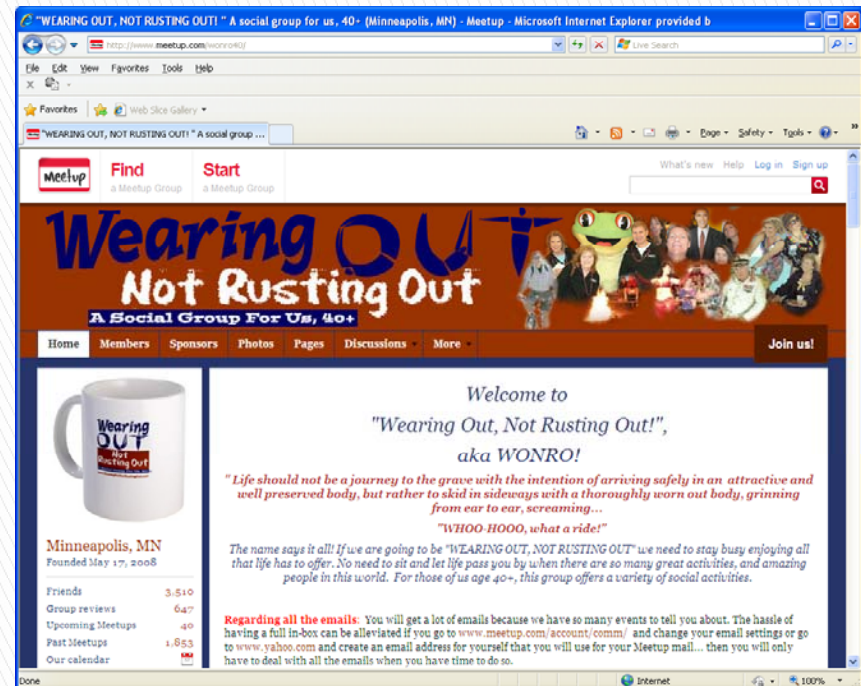 "WEARING OUT, NOT RUSTING OUT! " A social group for us, 40+ (Minneapolis, MN) - Meetup - Microsoft Internet Explorer provided b
http://www.meetup.com/wonro40/
Live Search
File Edit View Favorites Tools Help
x
Favorites Web Slice Gallery
"WEARING OUT, NOT RUSTING OUT! " A social group ...
Page Safety Tools
Meetup
Find
a Meetup Group
Start
a Meetup Group
What's new Help Log in Sign up
Wearing OUT
Not Rusting Out
A Social Group For Us, 40+
Home Members Sponsors Photos Pages Discussions More Join us!
Wearing
OUT
Not
Rusting Out
Minneapolis, MN
Founded May 17, 2008
Friends 3,510
Group reviews 647
Upcoming Meetups 40
Past Meetups 1,853
Our calendar
Welcome to
"Wearing Out, Not Rusting Out!",
aka WONRO!
" Life should not be a journey to the grave with the intention of arriving safely in an attractive and
well preserved body, but rather to skid in sideways with a thoroughly worn out body, grinning
from ear to ear, screaming...
"WHOO-HOOO, what a ride!"
The name says it all! If we are going to be "WEARING OUT, NOT RUSTING OUT" we need to stay busy enjoying all
that life has to offer. No need to sit and let life pass you by when there are so many great activities, and amazing
people in this world. For those of us age 40+, this group offers a variety of social activities.
Regarding all the emails: You will get a lot of emails because we have so many events to tell you about. The hassle of
having a full in-box can be alleviated if you go to www.meetup.com/account/comm/ and change your email settings or go
to www.yahoo.com and create an email address for yourself that you will use for your Meetup mail... then you will only
have to deal with all the emails when you have time to do so.
Done Internet 100%